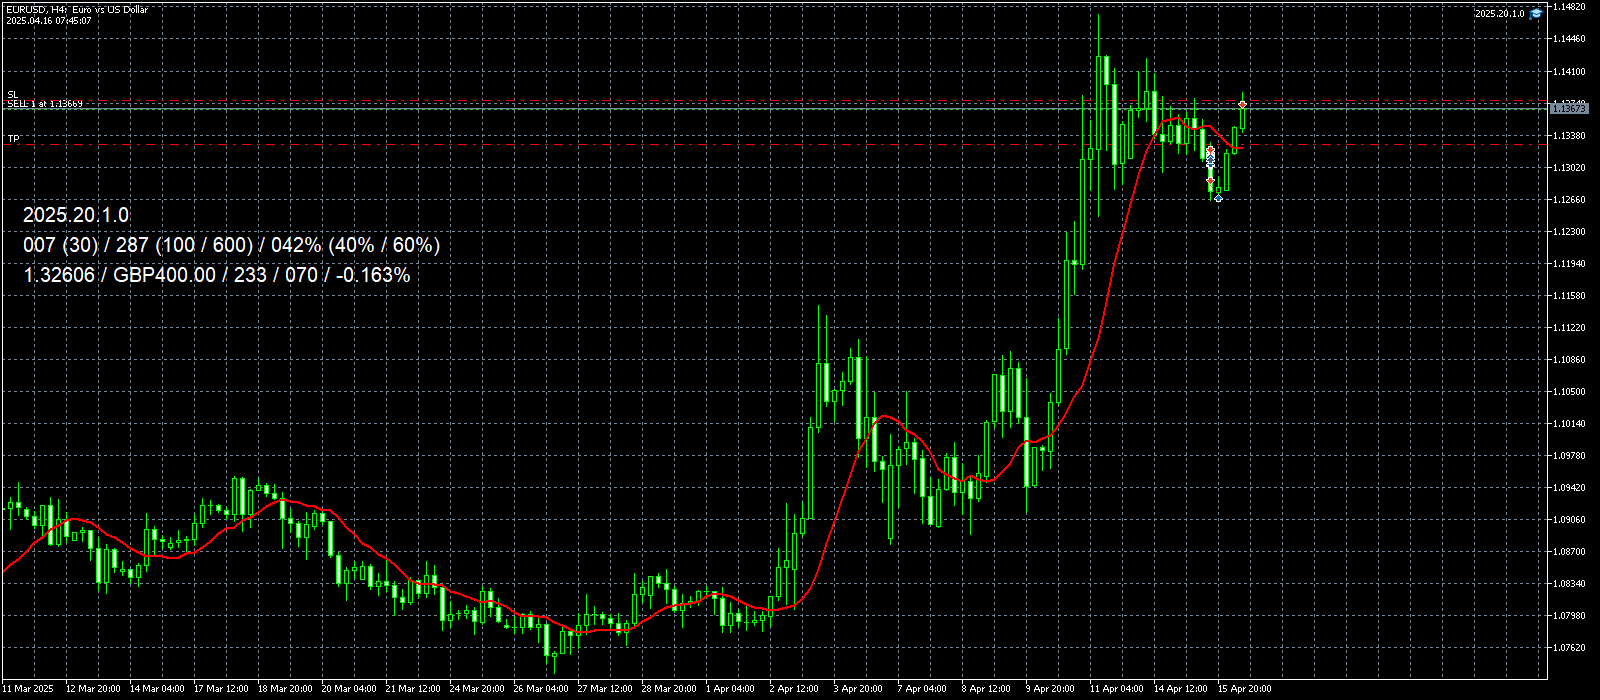 EURUSD, H4: Euro vs US Dollar
2025.04.16 07:45:07
2025.20.1.0
SL
SELL 1 at 1.13669
TP
2025.20.1.0
007 (30) / 287 (100 / 600) / 042% (40% / 60%)
1.32606 / GBP400.00 / 233 / 070 / -0.163%
1.14820
1.14460
1.14100
1.13673
1.13380
1.13020
1.12660
1.12300
1.11940
1.11580
1.11220
1.10860
1.10500
1.10140
1.09780
1.09420
1.09060
1.08700
1.08340
1.07980
1.07620
11 Mar 2025
12 Mar 20:00
14 Mar 04:00
17 Mar 12:00
18 Mar 20:00
20 Mar 04:00
21 Mar 12:00
24 Mar 20:00
26 Mar 04:00
27 Mar 12:00
28 Mar 20:00
1 Apr 04:00
2 Apr 12:00
3 Apr 20:00
7 Apr 04:00
8 Apr 12:00
9 Apr 20:00
11 Apr 04:00
14 Apr 12:00
15 Apr 20:00